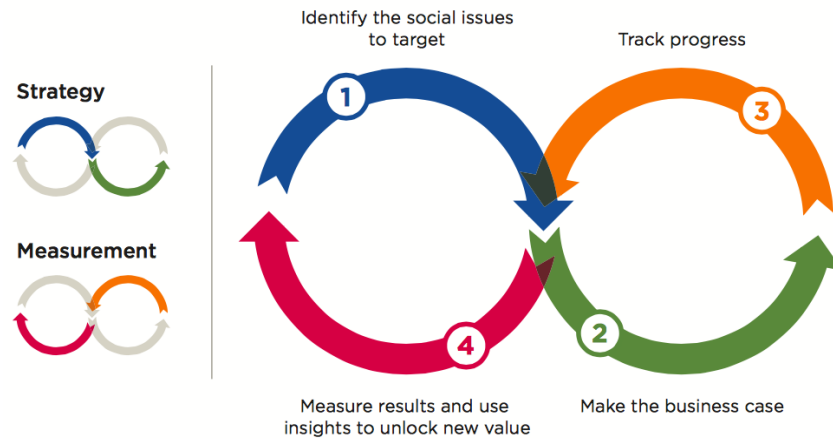 Strategy
Measurement
Identify the social issues
to target
1
Track progress
3
4
Measure results and use
insights to unlock new value
2
Make the business case